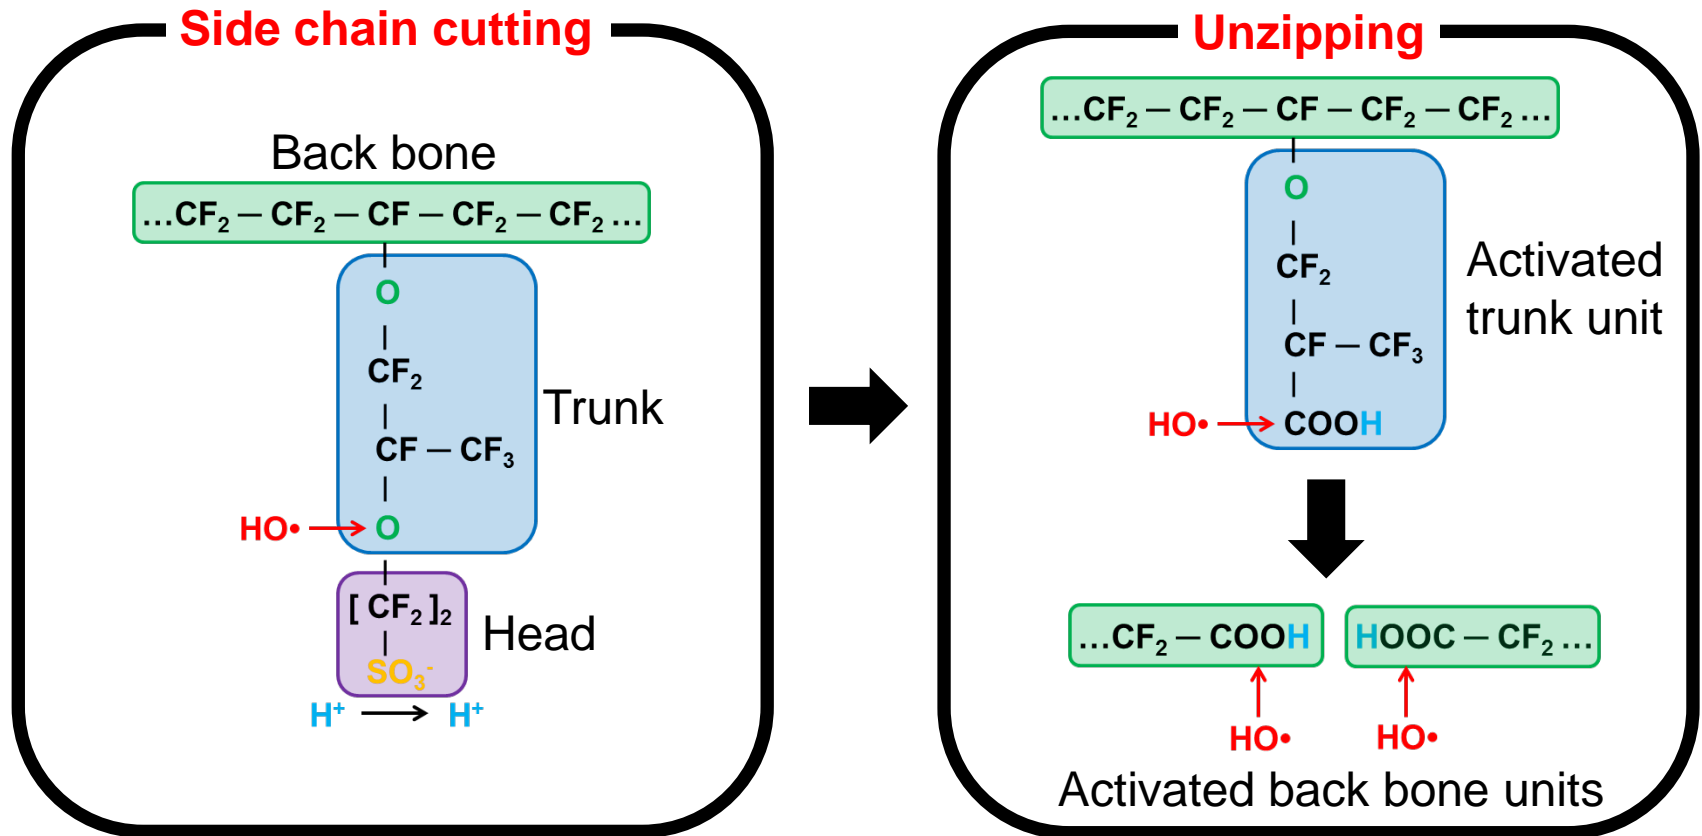 Side chain cutting
Back bone
...CF₂ — CF₂ — CF — CF₂ — CF₂ ...
O
CF₂
CF — CF₃
Trunk
HO• O
[ CF₂ ]₂
Head
SO₃⁻
H⁺ H⁺
Unzipping
...CF₂ — CF₂ — CF — CF₂ — CF₂ ...
O
CF₂
Activated
trunk unit
CF — CF₃
HO• COOH
...CF₂ — COOH HOOC — CF₂ ...
HO• HO•
Activated back bone units